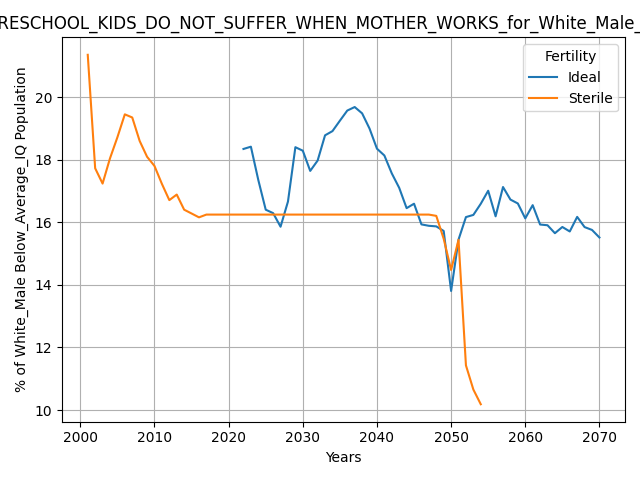 RESCHOOL_KIDS_DO_NOT_SUFFER_WHEN_MOTHER_WORKS_for_White_Male_
% of White_Male Below_Average_IQ Population
Fertility
Ideal
Sterile
20
18
16
14
12
10
2000 2010 2020 2030 2040 2050 2060 2070
Years